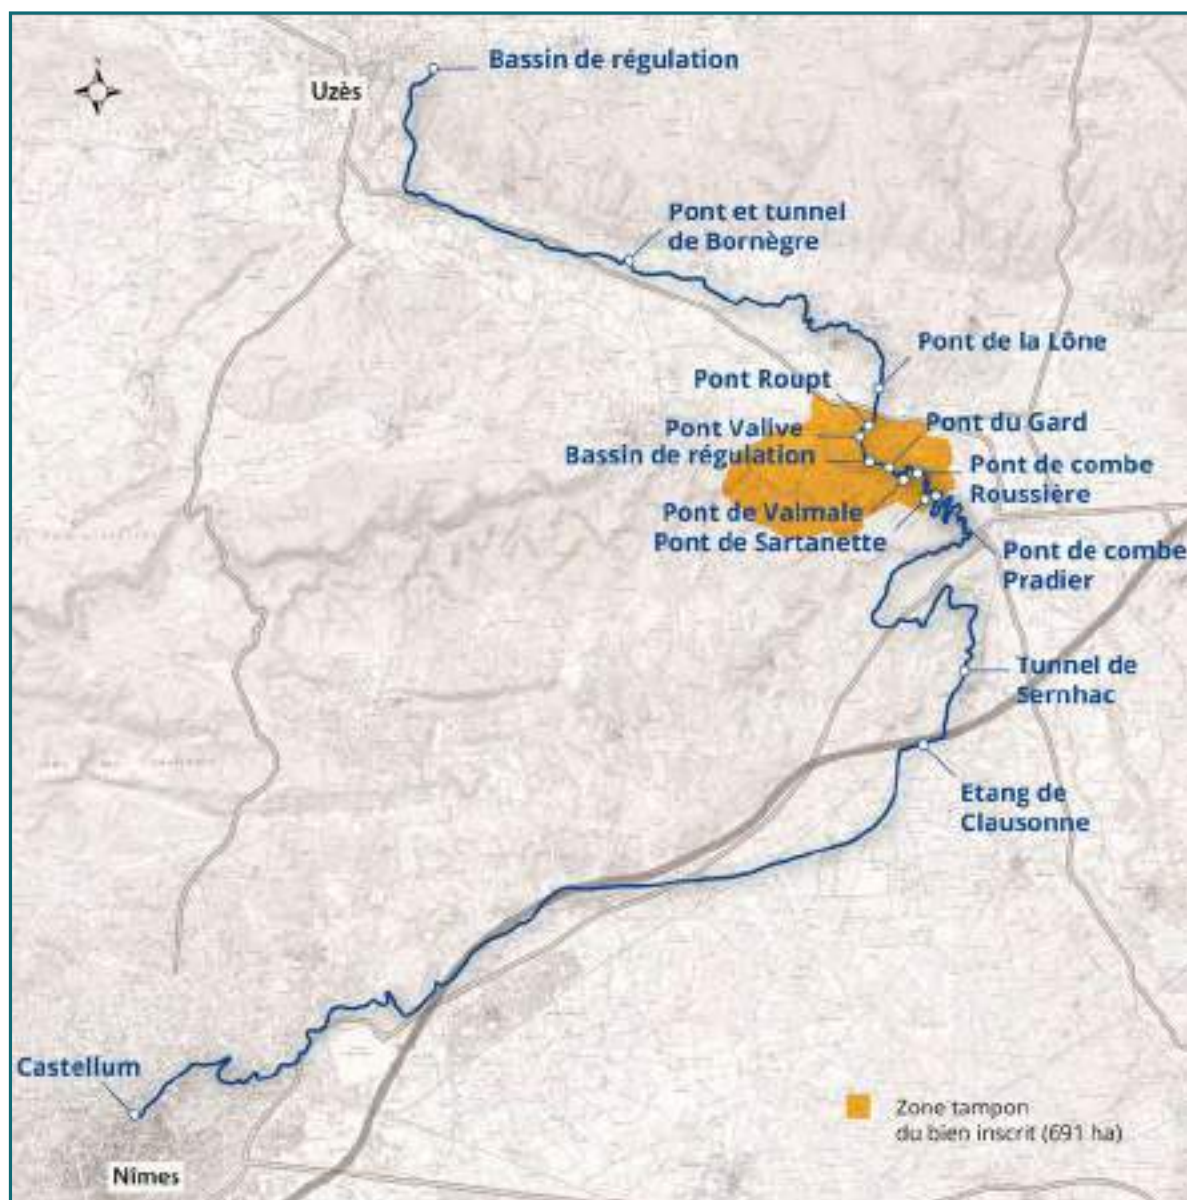 Bassin de régulation
Uzès
Pont et tunnel
de Bornègre
Pont de la Lône
Pont Roupt
Pont Valive
Pont du Gard
Bassin de régulation
Pont de combe
Roussière
Pont de Valmale
Pont de Sartanette
Pont de combe
Pradier
Tunnel de
Sernhac
Etang de
Clausonne
Castellum
Zone tampon
du bien inscrit (691 ha)
Nîmes